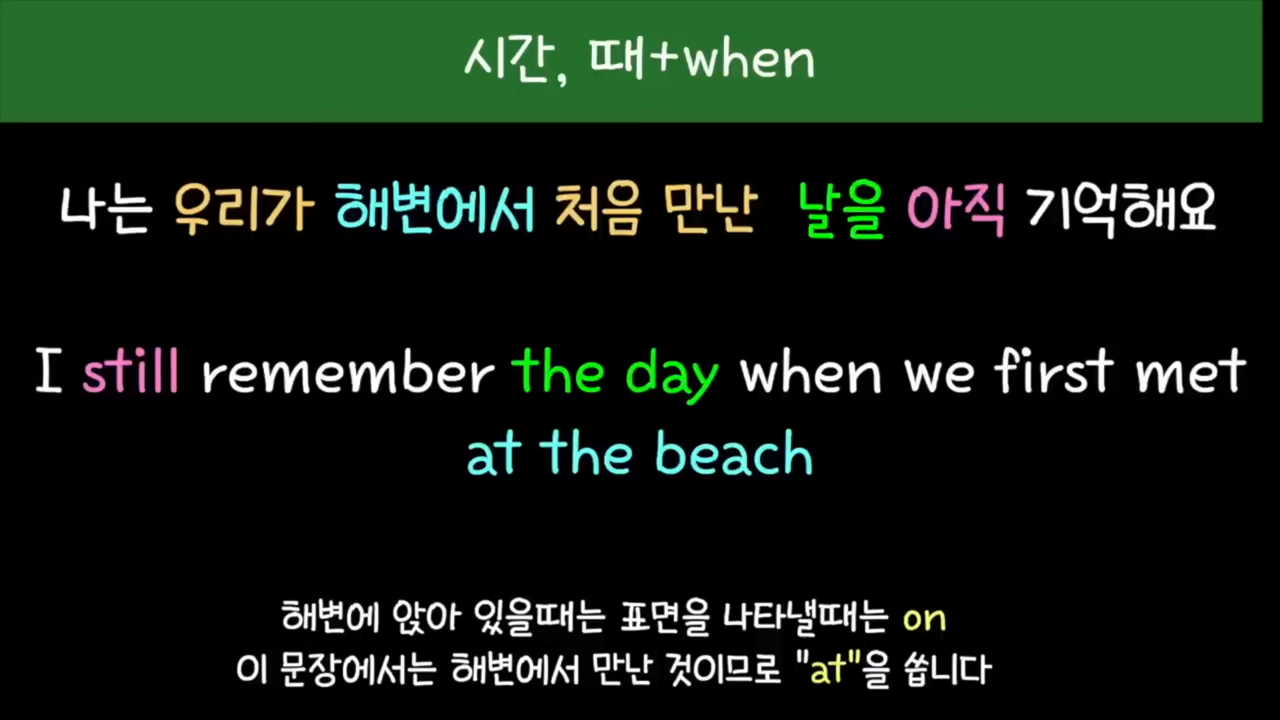 시간, 때+when
나는 우리가 해변에서 처음 만난 날을 아직 기억해요
I still remember the day when we first met
at the beach
해변에 앉아 있을때는 표면을 나타낼때는 on
이 문장에서는 해변에서 만난 것이므로 "at"을 씁니다